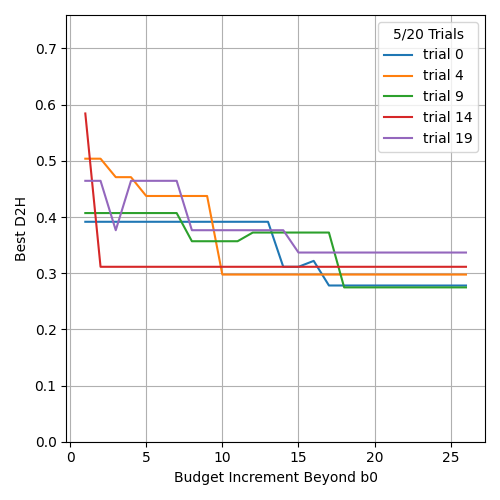 5/20 Trials
trial 0
trial 4
trial 9
trial 14
trial 19
0.7
0.6
0.5
0.4
0.3
0.2
0.1
0.0
Best D2H
0 5 10 15 20 25
Budget Increment Beyond b0